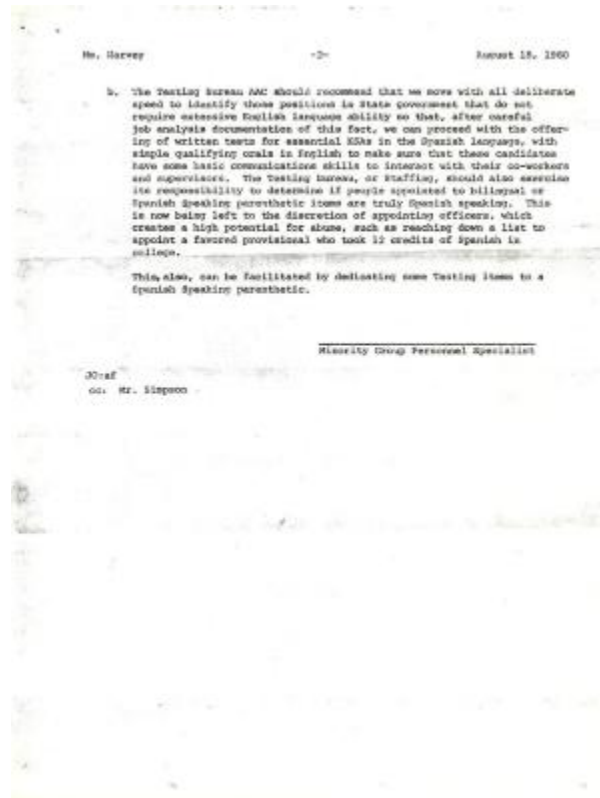 Ms. Harvey -2- August 18, 1980
b. The Testing Bureau AAC should recommend that we move with all deliberate
speed to identify those positions in State government that do not
require extensive English language ability so that, after careful
job analysis documentation of this fact, we can proceed with the offer-
ing of written tests for essential KSAs in the Spanish language, with
simple qualifying orals in English to make sure that these candidates
have some basic communications skills to interact with their co-workers
and supervisors. The Testing Bureau, or Staffing, should also exercise
its responsibility to determine if people appointed to bilingual or
Spanish Speaking parenthetic items are truly Spanish speaking. This
is now being left to the discretion of appointing officers, which
creates a high potential for abuse, such as reaching down a list to
appoint a favored provisional who took 12 credits of Spanish in
college.
This, also, can be facilitated by dedicating some Testing items to a
Spanish Speaking parenthetic.
Minority Group Personnel Specialist
JO:af
cc: Mr. Simpson